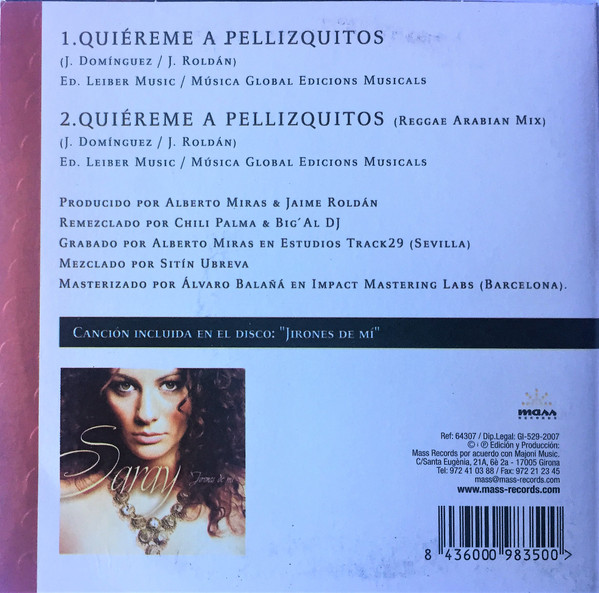 1.QUIÉREME A PELLIZQUITOS
(J. DOMÍNGUEZ / J. ROLDÁN)
ED. LEIBER MUSIC / MÚSICA GLOBAL EDICIONS MUSICALS
2.QUIÉREME A PELLIZQUITOS (REGGAE ARABIAN MIX)
(J. DOMÍNGUEZ / J. ROLDÁN)
ED. LEIBER MUSIC / MÚSICA GLOBAL EDICIONS MUSICALS
PRODUCIDO POR ALBERTO MIRAS & JAIME ROLDÁN
REMEZCLADO POR CHILI PALMA & BIG´AL DJ
GRABADO POR ALBERTO MIRAS EN ESTUDIOS TRACK29 (SEVILLA)
MEZCLADO POR SITÍN UBREVA
MASTERIZADO POR ÁLVARO BALAÑÁ EN IMPACT MASTERING LABS (BARCELONA).
CANCIÓN INCLUIDA EN EL DISCO: "JIRONES DE MÍ"
Saray
Jirones de mí
mass
RECORDS
Ref: 64307 / Dip.Legal: GI-529-2007
© ℗ Edición y Producción:
Mass Records por acuerdo con Majoni Music.
C/Santa Eugènia, 21A, 6è 2a - 17005 Girona
Tel: 972 41 03 88 / Fax: 972 21 23 45
mass@mass-records.com
www.mass-records.com
8 436000 983500 >